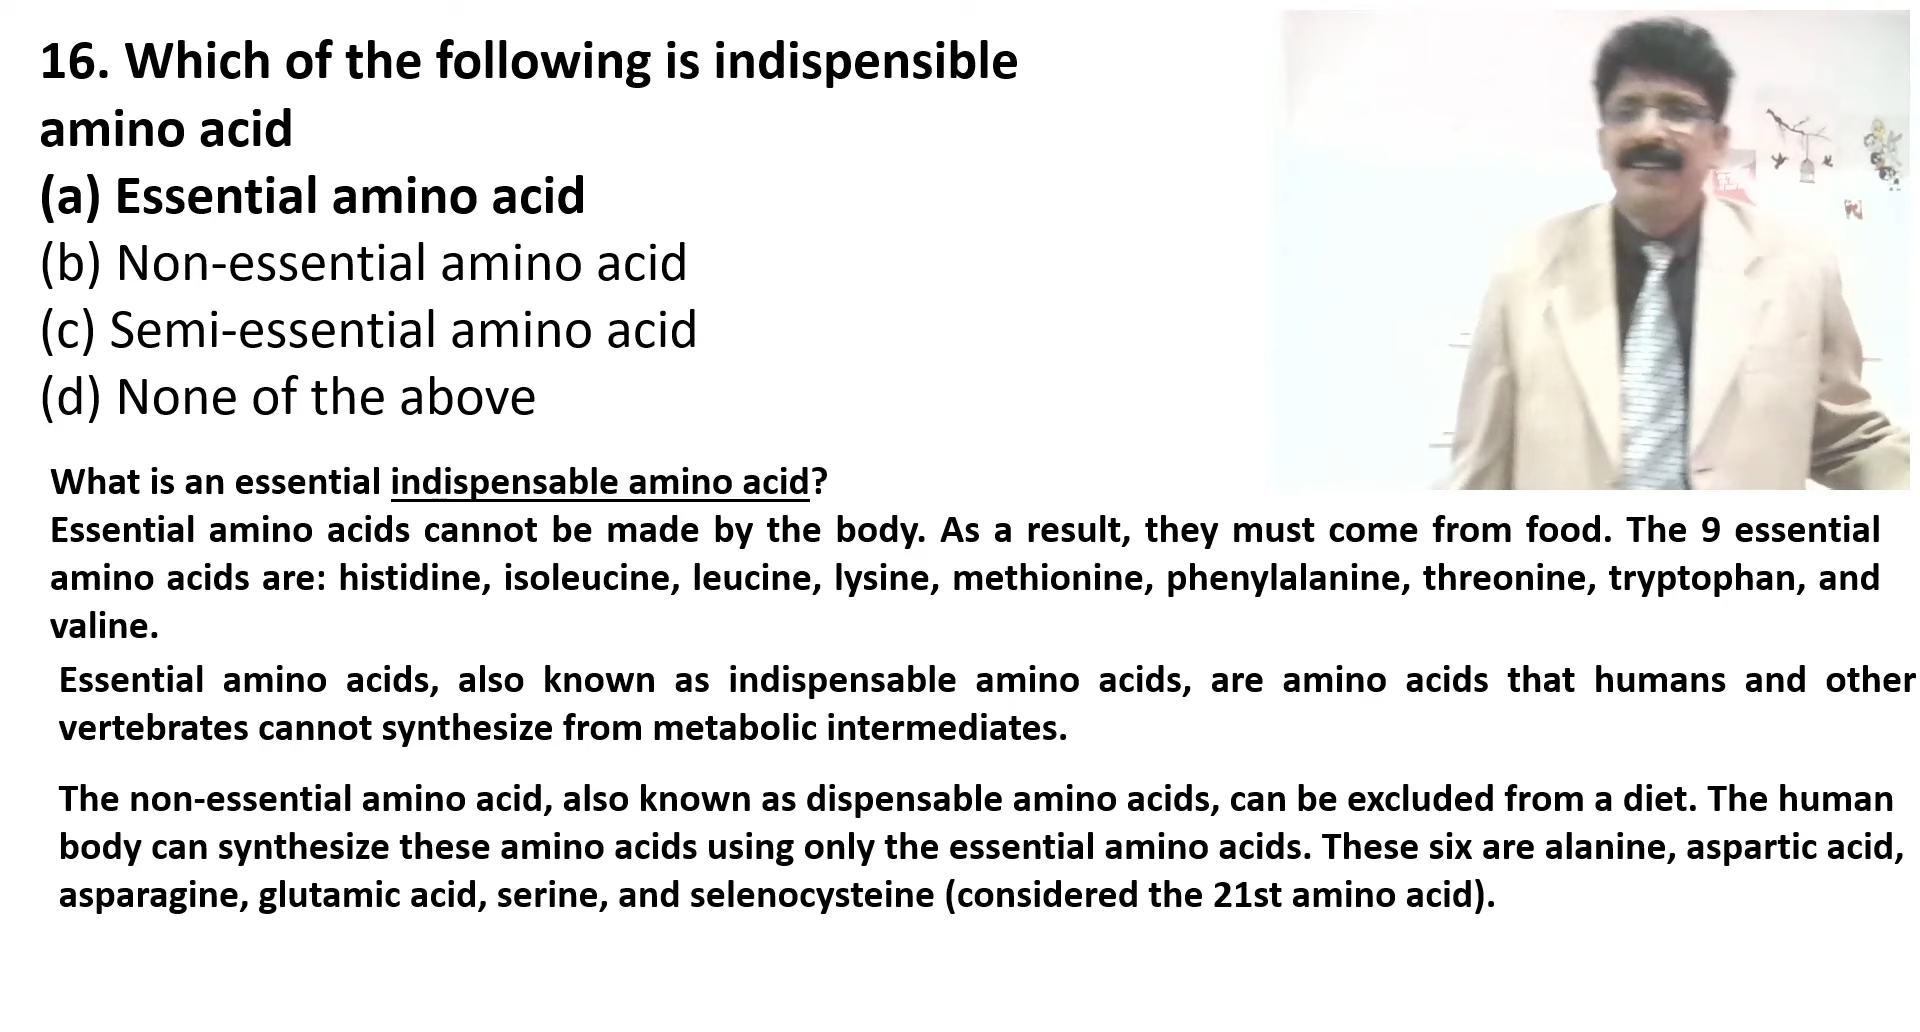 16. Which of the following is indispensible
amino acid
(a) Essential amino acid
(b) Non-essential amino acid
(c) Semi-essential amino acid
(d) None of the above
What is an essential indispensable amino acid?
Essential amino acids cannot be made by the body. As a result, they must come from food. The 9 essential
amino acids are: histidine, isoleucine, leucine, lysine, methionine, phenylalanine, threonine, tryptophan, and
valine.
Essential amino acids, also known as indispensable amino acids, are amino acids that humans and other
vertebrates cannot synthesize from metabolic intermediates.
The non-essential amino acid, also known as dispensable amino acids, can be excluded from a diet. The human
body can synthesize these amino acids using only the essential amino acids. These six are alanine, aspartic acid,
asparagine, glutamic acid, serine, and selenocysteine (considered the 21st amino acid).